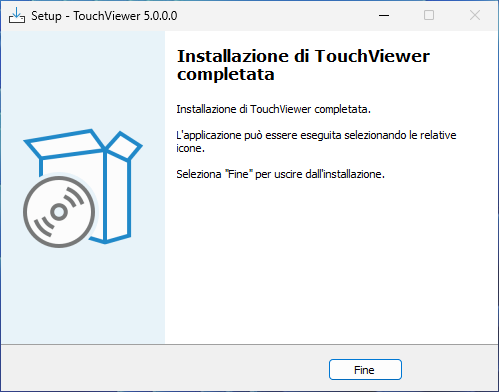 Setup - TouchViewer 5.0.0.0
Installazione di TouchViewer
completata
Installazione di TouchViewer completata.
L'applicazione può essere eseguita selezionando le relative
icone.
Seleziona "Fine" per uscire dall'installazione.
Fine